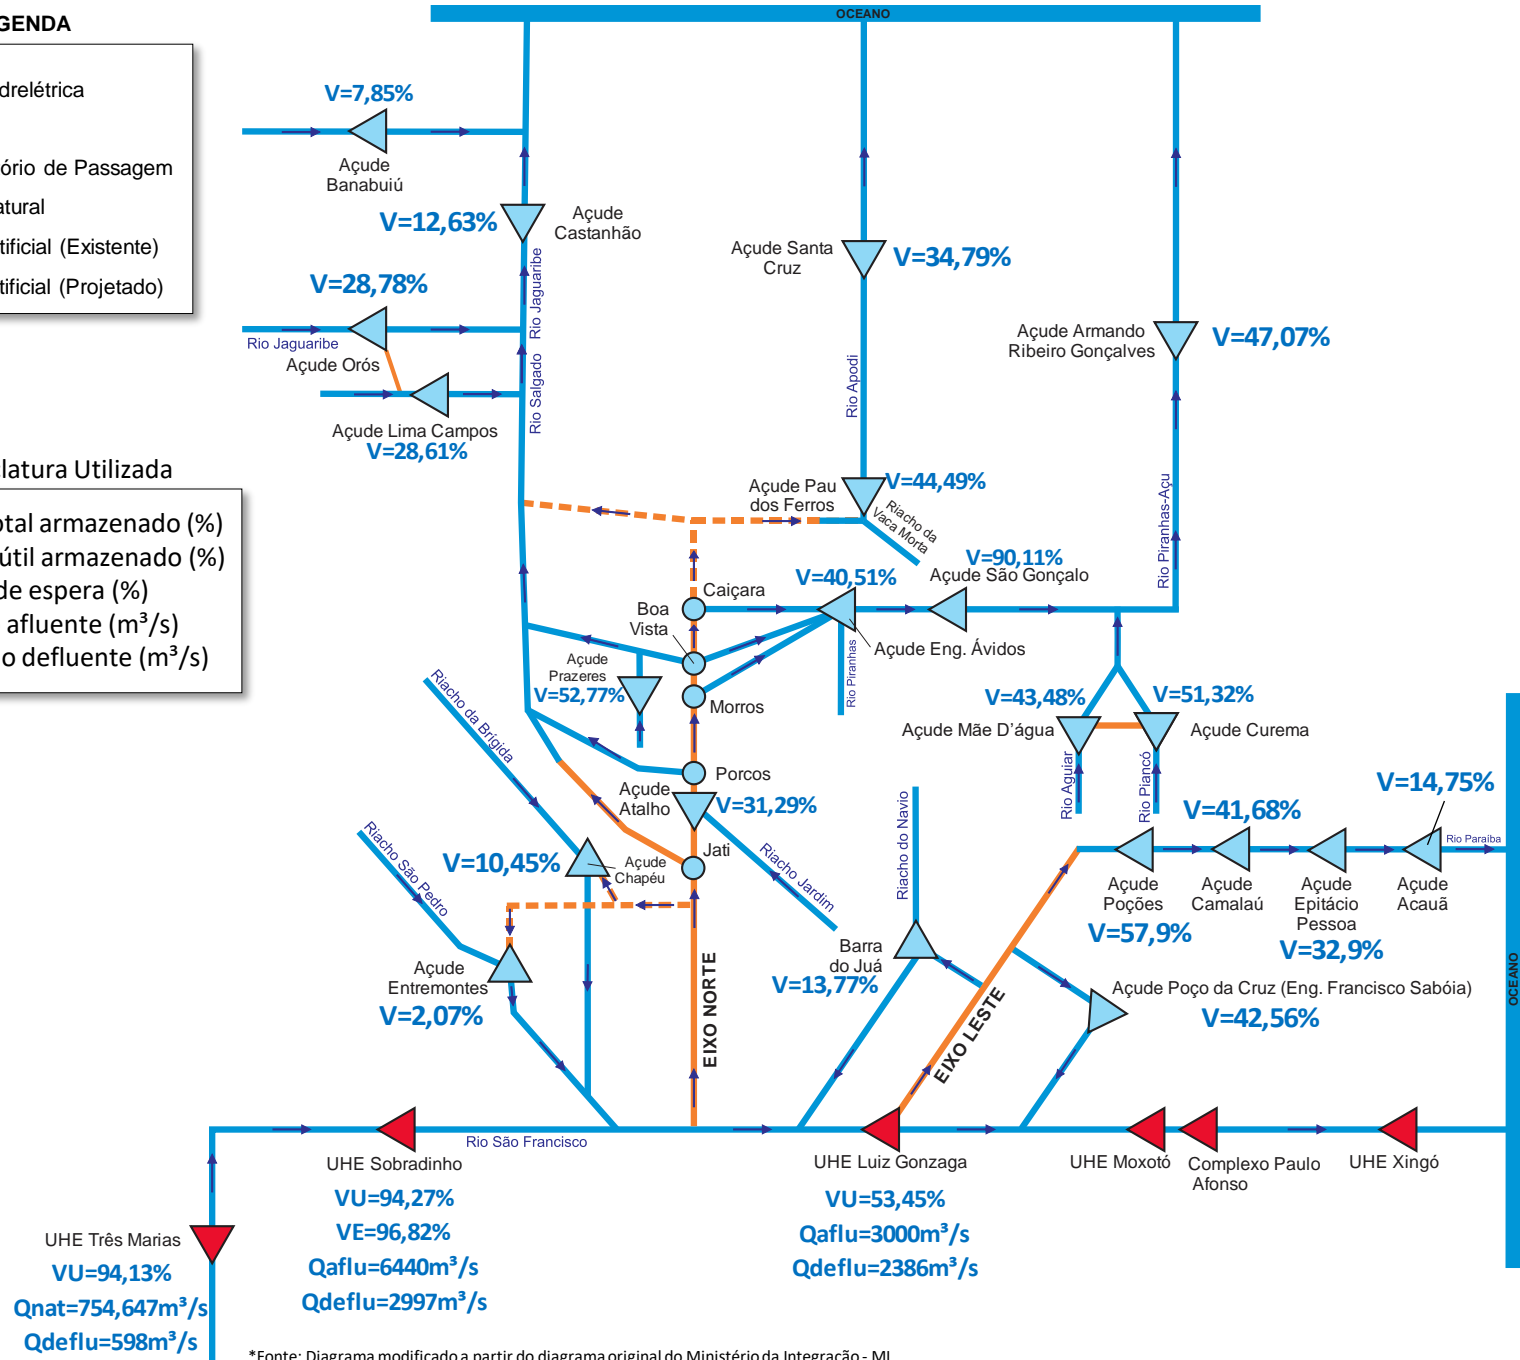 GENDA
drelétrica
ório de Passagem
atural
tificial (Existente)
tificial (Projetado)
clatura Utilizada
otal armazenado (%)
útil armazenado (%)
de espera (%)
afluente (m³/s)
o defluente (m³/s)
OCEANO
V=7,85%
Açude
Banabuiú
V=12,63%
Açude
Castanhão
Rio Jaguaribe
V=28,78%
Rio Jaguaribe
Açude Orós
Rio Salgado
Açude Lima Campos
V=28,61%
Açude Santa
Cruz
V=34,79%
Rio Apodi
Açude Armando
Ribeiro Gonçalves
V=47,07%
Rio Piranhas-Açu
Açude Pau
dos Ferros
V=44,49%
Riacho da
Vaca Morta
V=90,11%
Açude São Gonçalo
V=40,51%
Açude Eng. Ávidos
Rio Piranhas
Caiçara
Boa
Vista
Morros
Açude
Prazeres
V=52,77%
Porcos
Açude
Atalho
V=31,29%
Jati
Riacho Jardim
Riacho da Brígida
Riacho São Pedro
V=10,45%
Açude
Chapéu
Açude
Entremontes
V=2,07%
EIXO NORTE
V=43,48%
Açude Mãe D'água
V=51,32%
Açude Curema
Rio Aguiar
Rio Piancó
V=14,75%
V=41,68%
Rio Paraíba
Açude
Poções
V=57,9%
Açude
Camalaú
Açude
Epitácio
Pessoa
V=32,9%
Açude
Acauã
Riacho do Navio
Barra
do Juá
V=13,77%
EIXO LESTE
Açude Poço da Cruz (Eng. Francisco Sabóia)
V=42,56%
OCEANO
Rio São Francisco
UHE Sobradinho
VU=94,27%
VE=96,82%
Qaflu=6440m³/s
Qdeflu=2997m³/s
UHE Luiz Gonzaga
VU=53,45%
Qaflu=3000m³/s
Qdeflu=2386m³/s
UHE Moxotó
Complexo Paulo
Afonso
UHE Xingó
UHE Três Marias
VU=94,13%
Qnat=754,647m³/s
Qdeflu=598m³/s
*Fonte: Diagrama modificado a partir do diagrama original do Ministério da Integração - MI